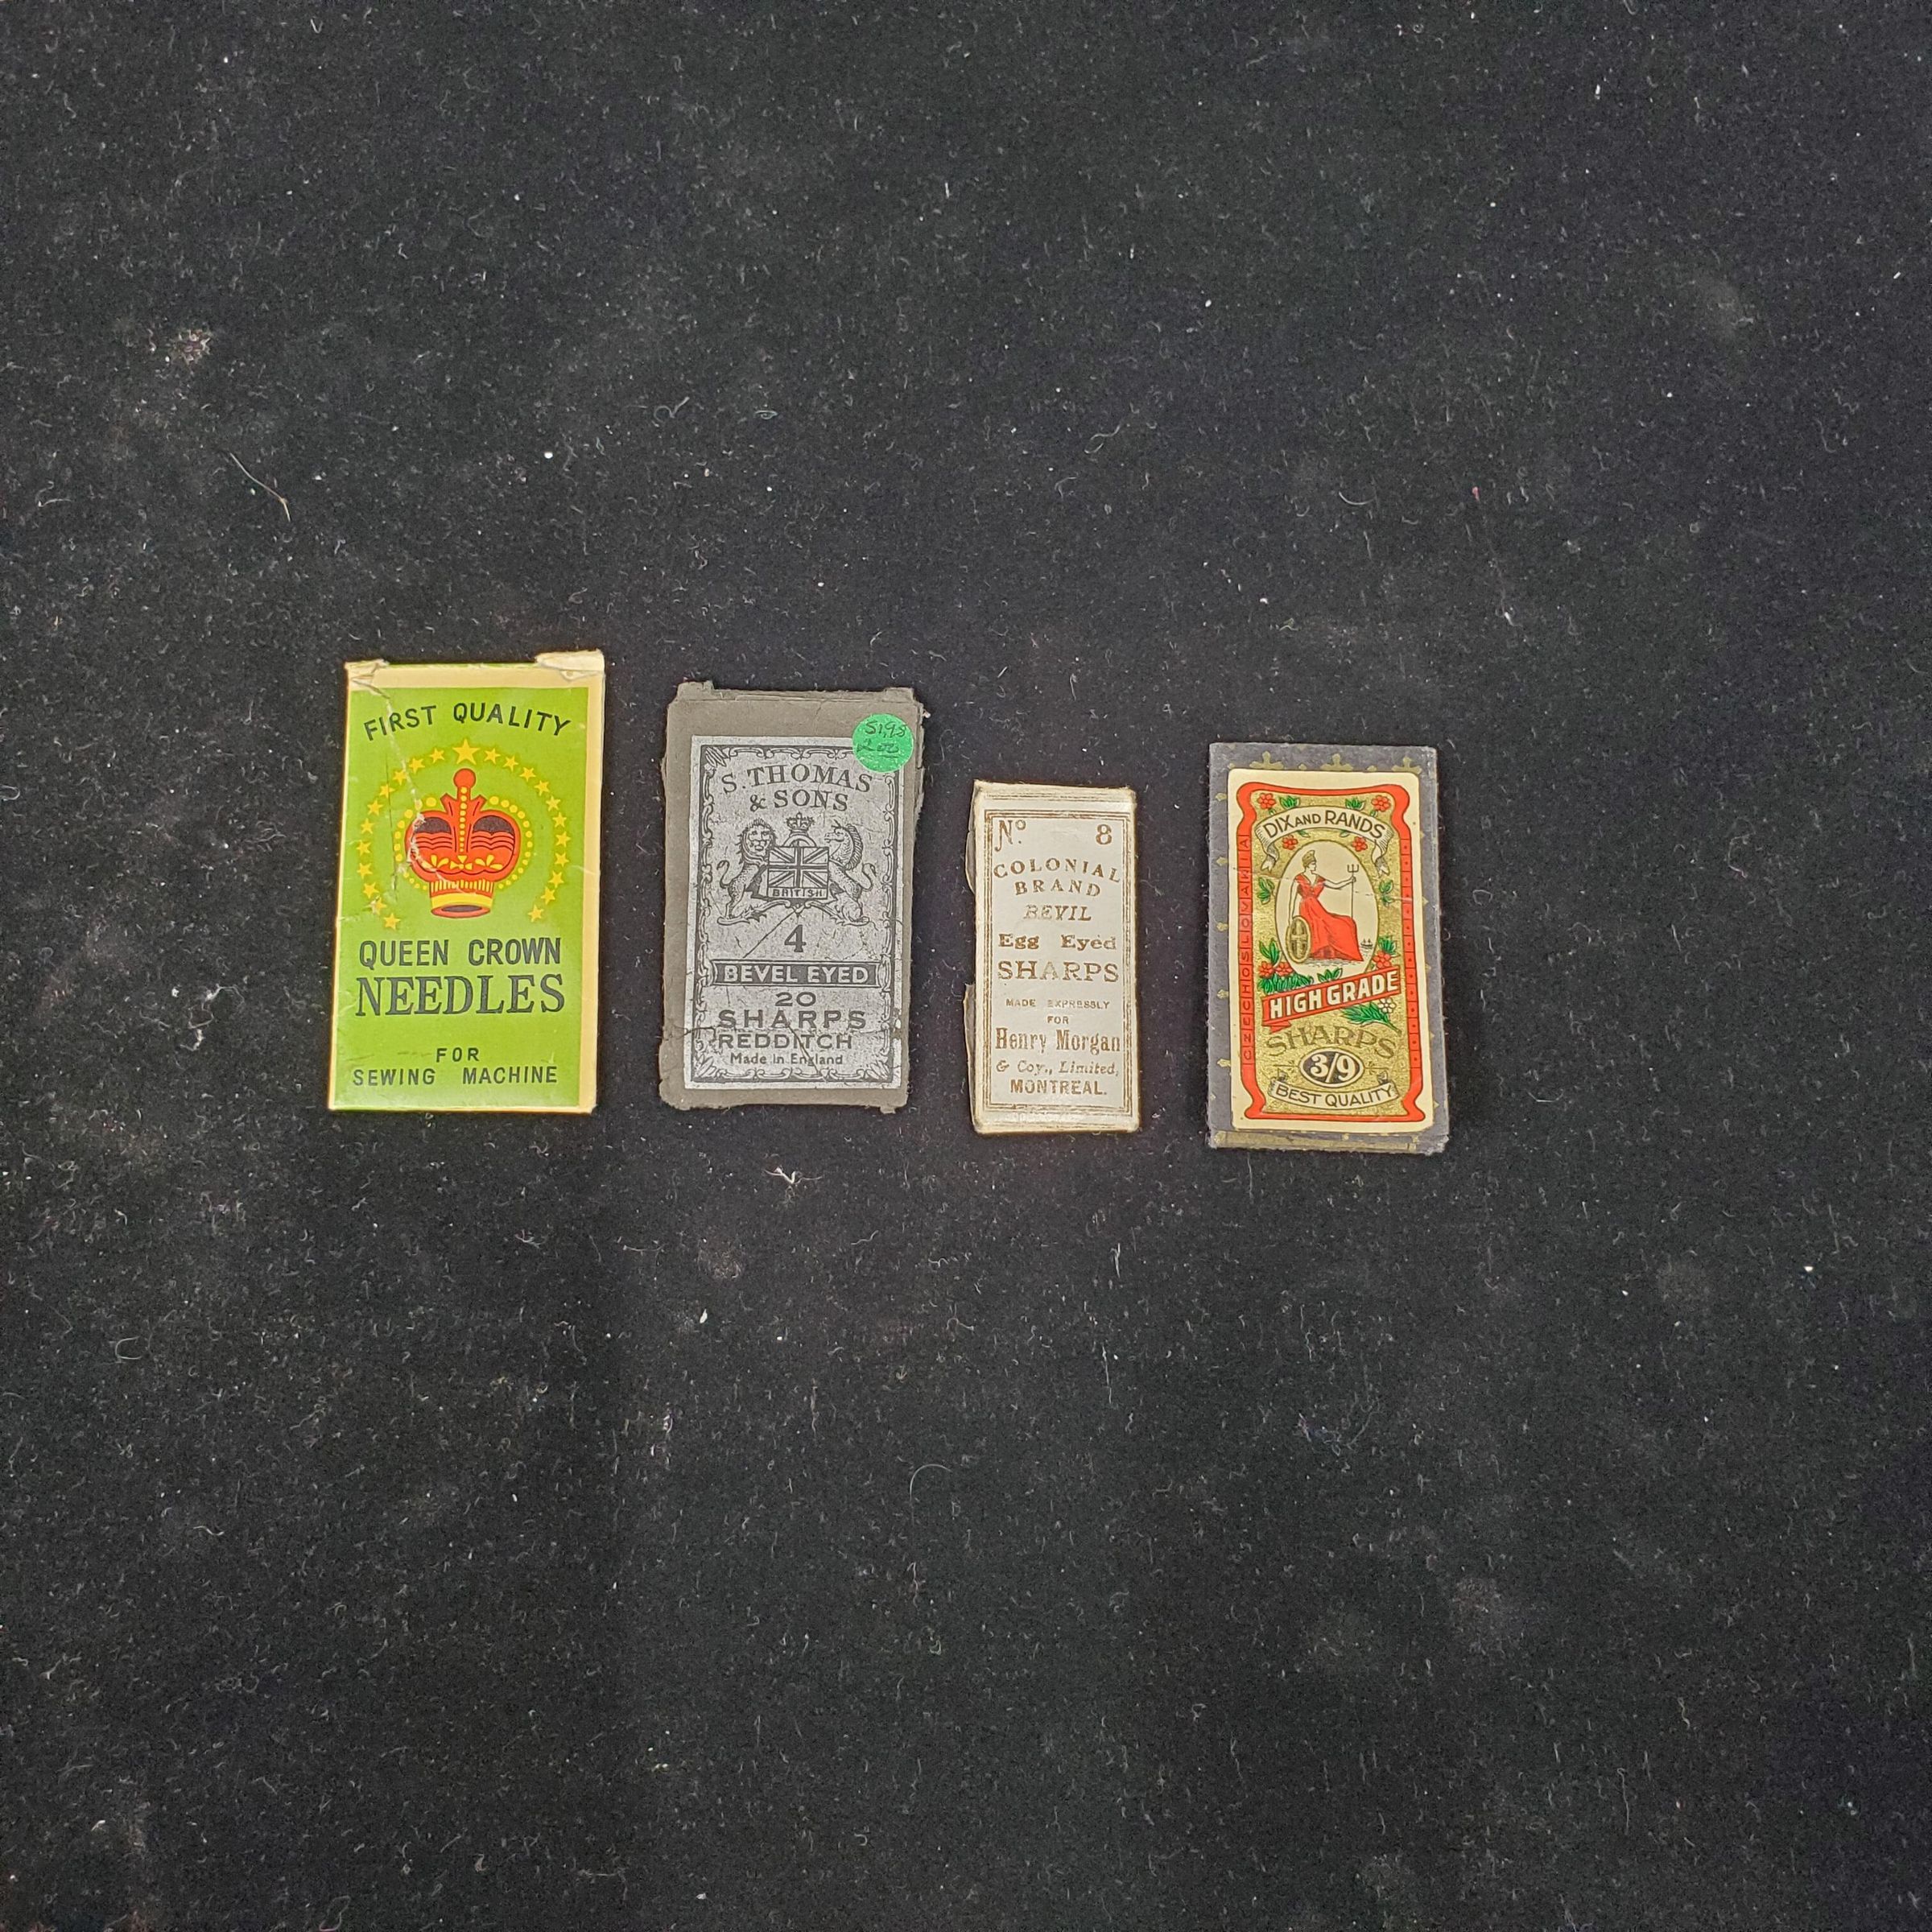 FIRST QUALITY
QUEEN CROWN
NEEDLES
FOR
SEWING MACHINE
S. THOMAS
& SONS
BRITISH
4
BEVEL EYED
20
SHARPS
REDDITCH
Made in England
No 8
COLONIAL
BRAND
BEVIL
Egg Eyed
SHARPS
MADE EXPRESSLY
FOR
Henry Morgan
& Coy., Limited,
MONTREAL.
DIX AND RANDS
CZECHOSLOVAKIA
HIGH GRADE
SHARPS
3/9
BEST QUALITY